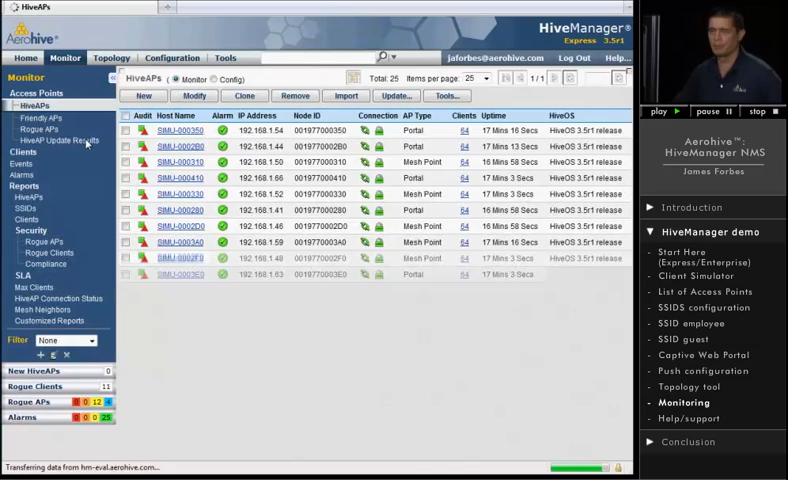 HiveAPs
Aerohive
HiveManager®
Express 3.5r1
Home Monitor Topology Configuration Tools
jaforbes@aerohive.com Log Out Help...
Monitor
Access Points
HiveAPs
Friendly APs
Rogue APs
HiveAP Update Results
Clients
Events
Alarms
Reports
HiveAPs
SSIDs
Clients
Security
Rogue APs
Rogue Clients
Compliance
SLA
Max Clients
HiveAP Connection Status
Mesh Neighbors
Customized Reports
Filter None
New HiveAPs 0
Rogue Clients 11
Rogue APs 0 0 12 4
Alarms 0 0 0 25
HiveAPs ( Monitor Config) Total: 25 Items per page: 25 1/1
New Modify Clone Remove Import Update... Tools...
Audit Host Name Alarm IP Address Node ID Connection AP Type Clients Uptime HiveOS
SIMU-000350 192.168.1.54 001977000350 Portal 64 17 Mins 16 Secs HiveOS 3.5r1 release
SIMU-0002B0 192.168.1.44 0019770002B0 Portal 64 17 Mins 13 Secs HiveOS 3.5r1 release
SIMU-000310 192.168.1.50 001977000310 Mesh Point 64 16 Mins 58 Secs HiveOS 3.5r1 release
SIMU-000410 192.168.1.66 001977000410 Mesh Point 64 17 Mins 3 Secs HiveOS 3.5r1 release
SIMU-000330 192.168.1.52 001977000330 Mesh Point 64 17 Mins 3 Secs HiveOS 3.5r1 release
SIMU-000280 192.168.1.41 001977000280 Portal 64 16 Mins 58 Secs HiveOS 3.5r1 release
SIMU-0002D0 192.168.1.46 0019770002D0 Mesh Point 64 16 Mins 58 Secs HiveOS 3.5r1 release
SIMU-0003A0 192.168.1.59 0019770003A0 Mesh Point 64 17 Mins 3 Secs HiveOS 3.5r1 release
SIMU-0002F0 192.168.1.48 0019770002F0 Mesh Point 64 17 Mins 3 Secs HiveOS 3.5r1 release
SIMU-0003E0 192.168.1.63 0019770003E0 Portal 64 17 Mins 3 Secs
Transferring data from hm-eval.aerohive.com...
play pause stop
Aerohive™:
HiveManager NMS
James Forbes
Introduction
HiveManager demo
Start Here
(Express/Enterprise)
Client Simulator
List of Access Points
SSIDS configuration
SSID employee
SSID guest
Captive Web Portal
Push configuration
Topology tool
Monitoring
Help/support
Conclusion